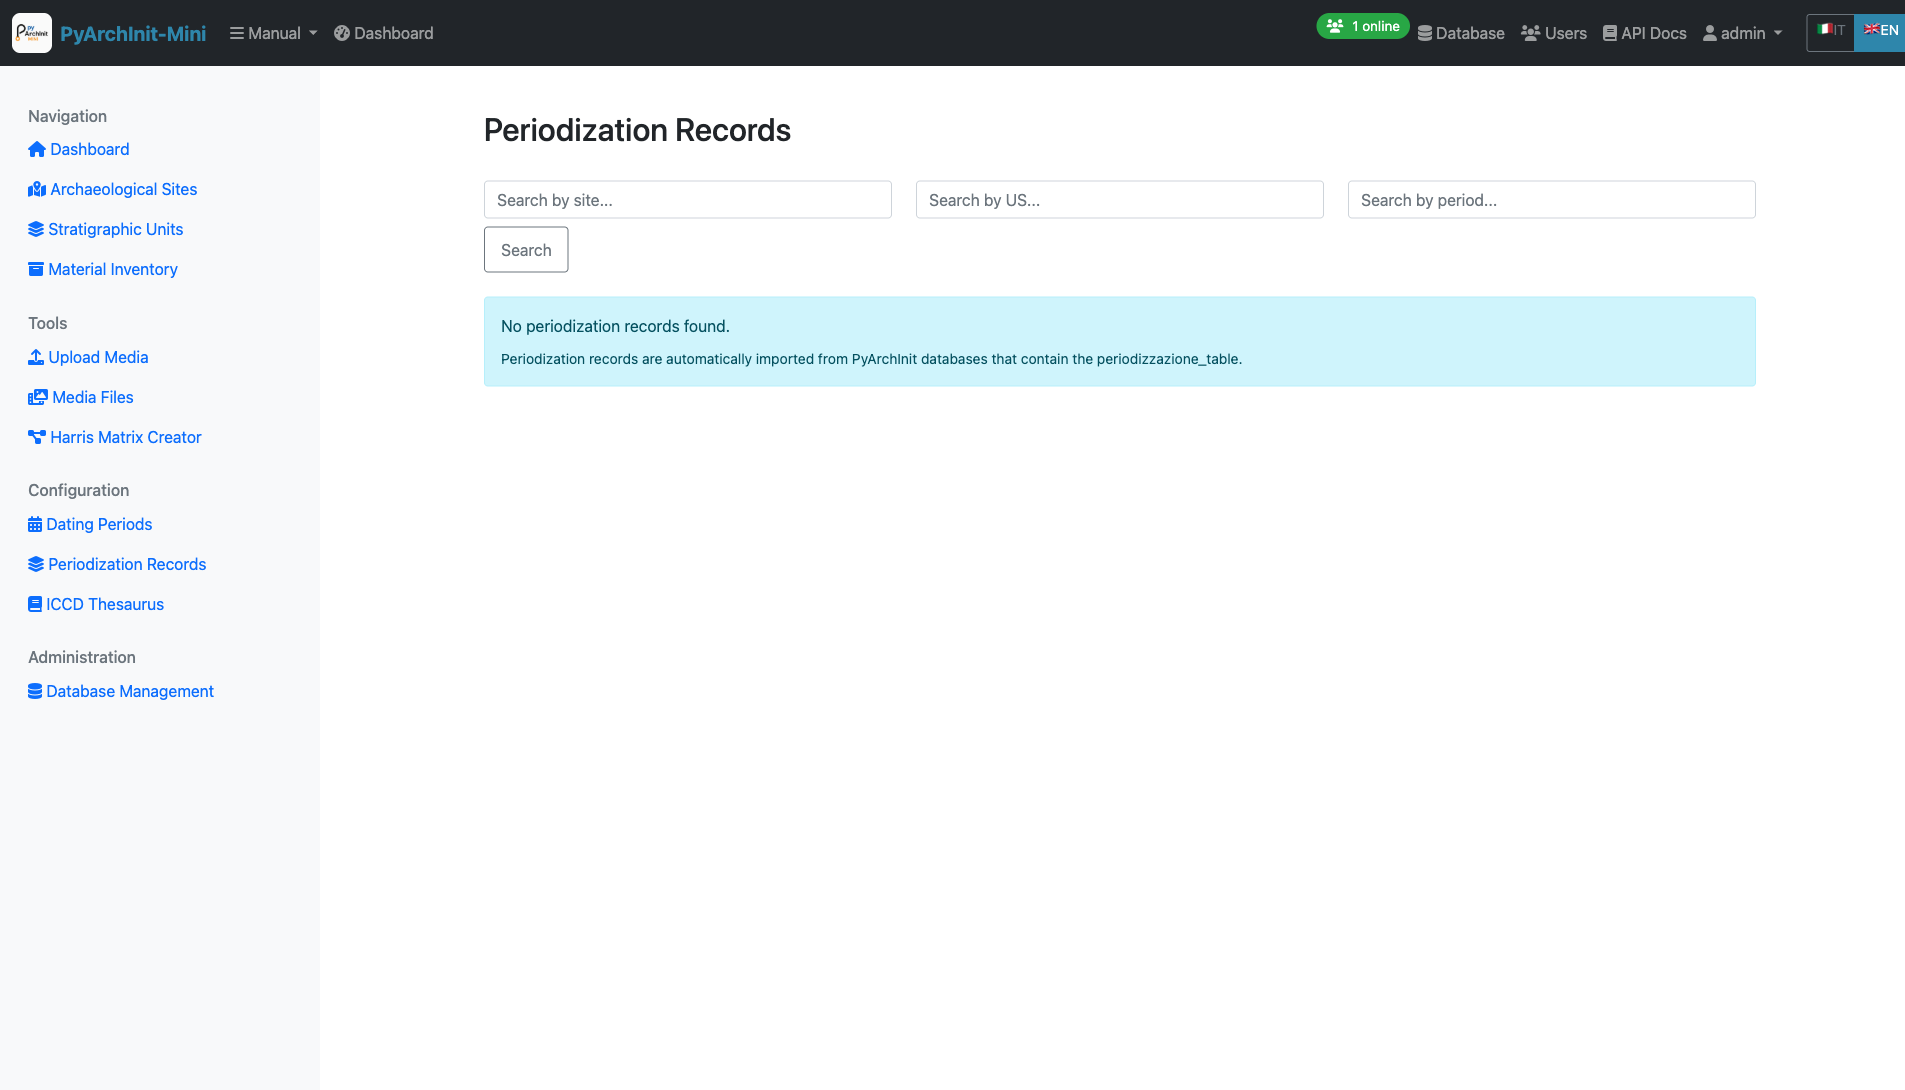 py
ArchInit
MINI
PyArchInit-Mini
Manual
Dashboard
1 online
Database
Users
API Docs
admin
IT
EN
Navigation
Dashboard
Archaeological Sites
Stratigraphic Units
Material Inventory
Tools
Upload Media
Media Files
Harris Matrix Creator
Configuration
Dating Periods
Periodization Records
ICCD Thesaurus
Administration
Database Management
Periodization Records
Search by site...
Search by US...
Search by period...
Search
No periodization records found.
Periodization records are automatically imported from PyArchInit databases that contain the periodizzazione_table.